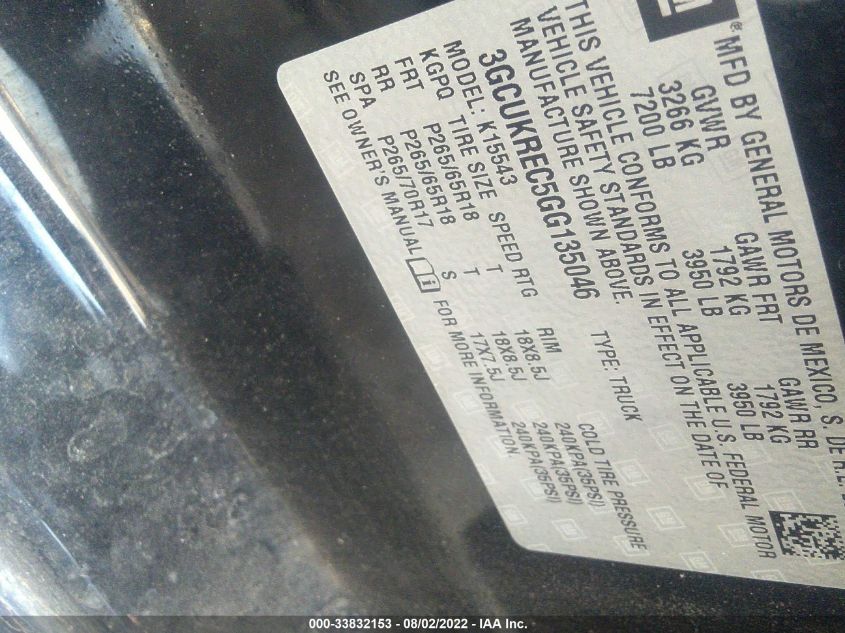 GM
® MFD BY GENERAL MOTORS DE MEXICO, S. DE R.L.
GVWR GAWR FRT GAWR RR
3266 KG 1792 KG 1792 KG
7200 LB 3950 LB 3950 LB
THIS VEHICLE CONFORMS TO ALL APPLICABLE U.S. FEDERAL MOTOR
VEHICLE SAFETY STANDARDS IN EFFECT ON THE DATE OF
MANUFACTURE SHOWN ABOVE.
3GCUKREC5GG135046 TYPE: TRUCK
MODEL: K15543
KGPQ TIRE SIZE SPEED RTG RIM COLD TIRE PRESSURE
FRT P265/65R18 T 18X8.5J 240KPA(35PSI)
RR P265/65R18 T 18X8.5J 240KPA(35PSI)
SPA P265/70R17 S 17X7.5J 240KPA(35PSI)
SEE OWNER'S MANUAL FOR MORE INFORMATION.
000-33832153 - 08/02/2022 - IAA Inc.